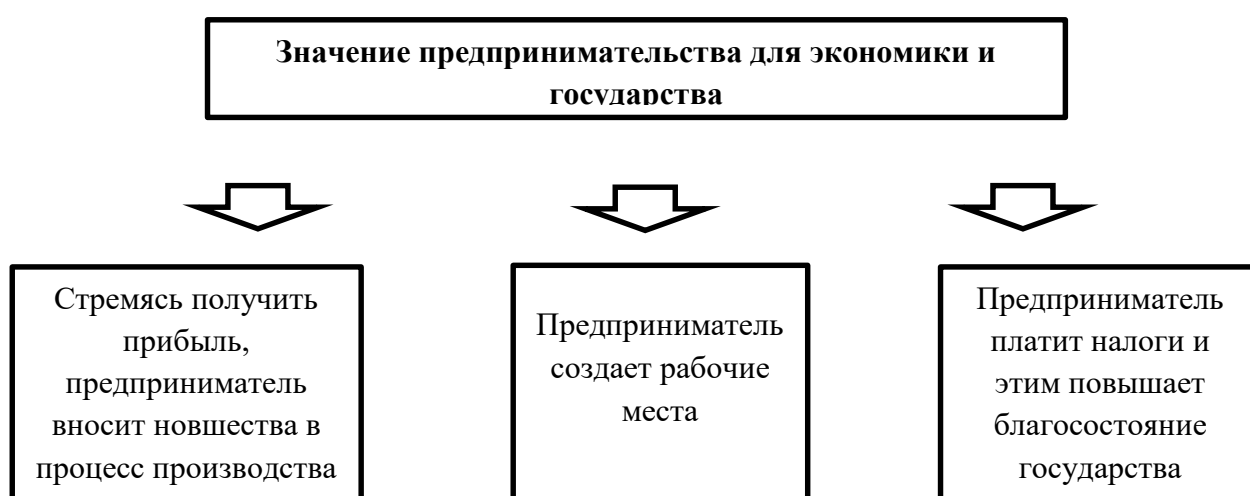 Значение предпринимательства для экономики и
государства
Стремясь получить
прибыль,
предприниматель
вносит новшества в
процесс производства
Предприниматель
создает рабочие
места
Предприниматель
платит налоги и
этим повышает
благосостояние
государства